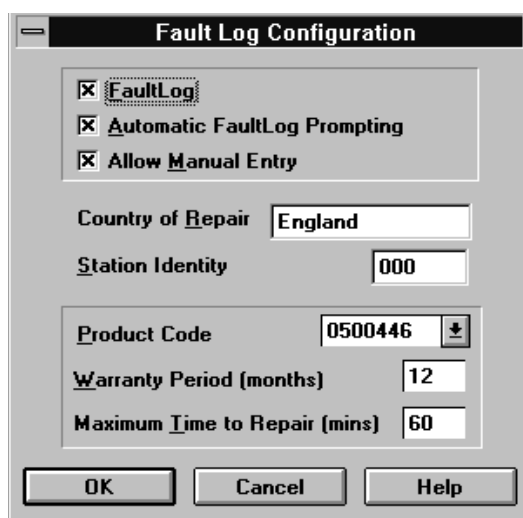 Fault Log Configuration
FaultLog
Automatic FaultLog Prompting
Allow Manual Entry
Country of Repair England
Station Identity 000
Product Code 0500446
Warranty Period (months) 12
Maximum Time to Repair (mins) 60
OK Cancel Help